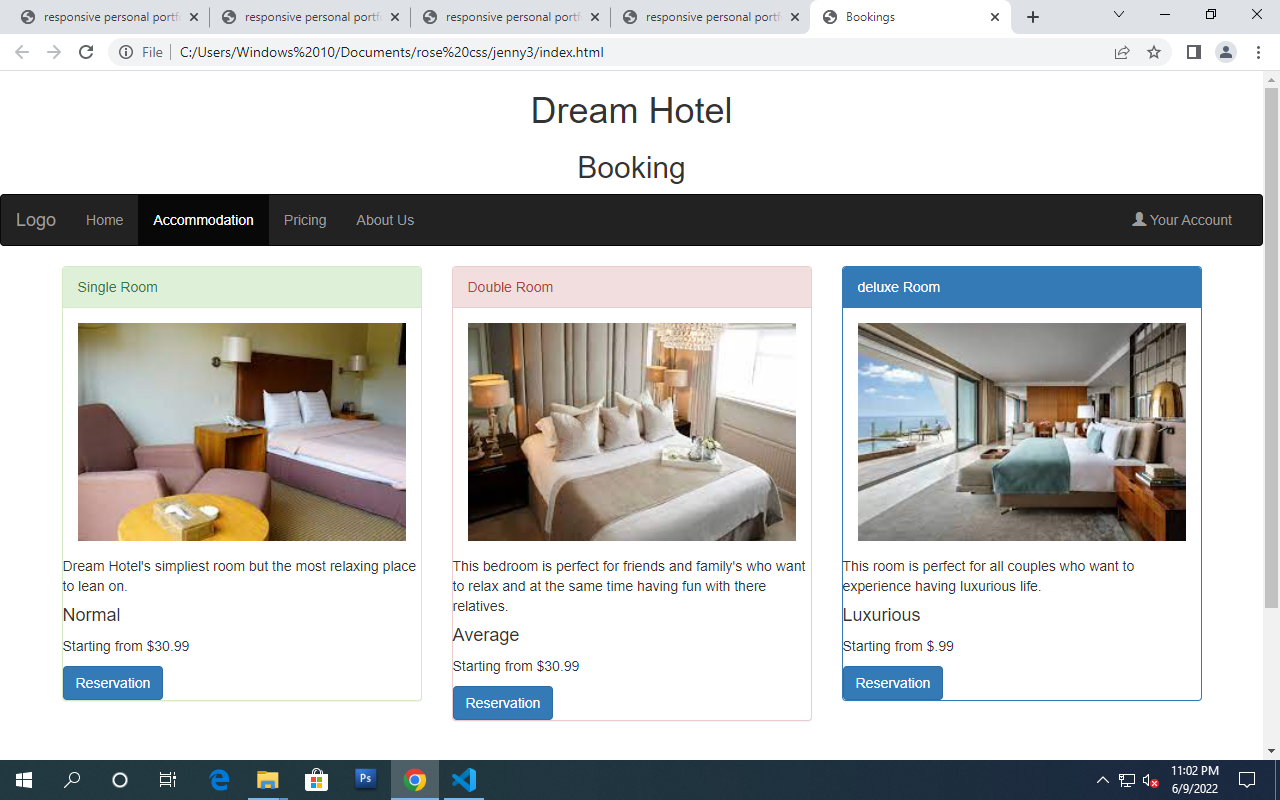 responsive personal portf
responsive personal portf
responsive personal portf
responsive personal portf
Bookings
File
C:/Users/Windows%2010/Documents/rose%20css/jenny3/index.html
Dream Hotel
Booking
Logo Home Accommodation Pricing About Us Your Account
Single Room
Dream Hotel's simpliest room but the most relaxing place
to lean on.
Normal
Starting from $30.99
Reservation
Double Room
This bedroom is perfect for friends and family's who want
to relax and at the same time having fun with there
relatives.
Average
Starting from $30.99
Reservation
deluxe Room
This room is perfect for all couples who want to
experience having luxurious life.
Luxurious
Starting from $.99
Reservation
Ps
11:02 PM
6/9/2022